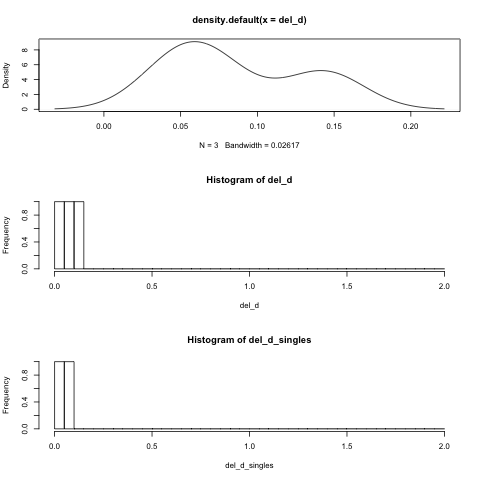 density.default(x = del_d)
Density
0 2 4 6 8
0.00 0.05 0.10 0.15 0.20
N = 3 Bandwidth = 0.02617
Histogram of del_d
Frequency
0.0 0.4 0.8
0.0 0.5 1.0 1.5 2.0
del_d
Histogram of del_d_singles
Frequency
0.0 0.4 0.8
0.0 0.5 1.0 1.5 2.0
del_d_singles